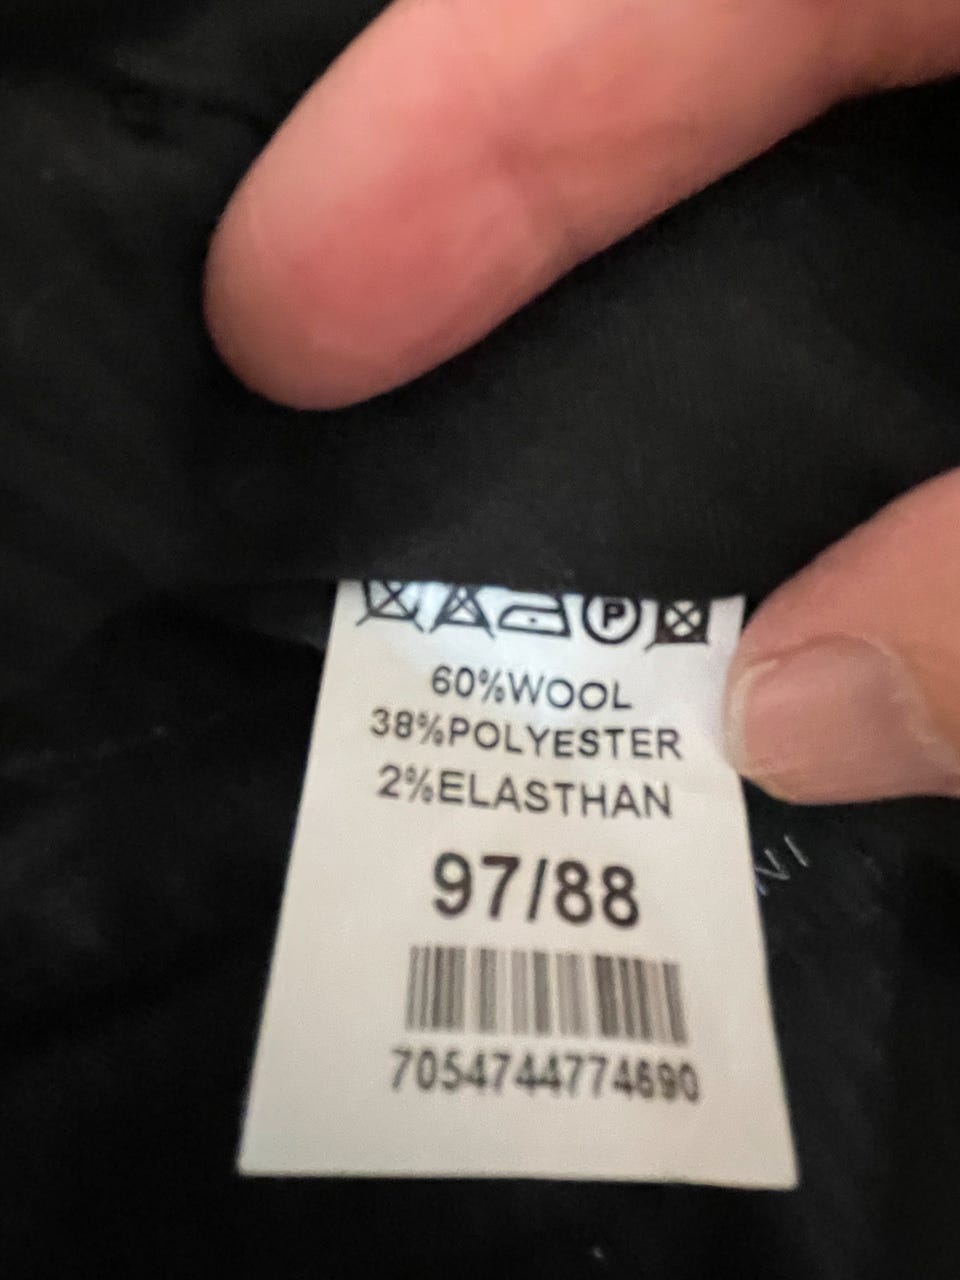 P
60%WOOL
38%POLYESTER
2%ELASTHAN
97/88
7054744774690